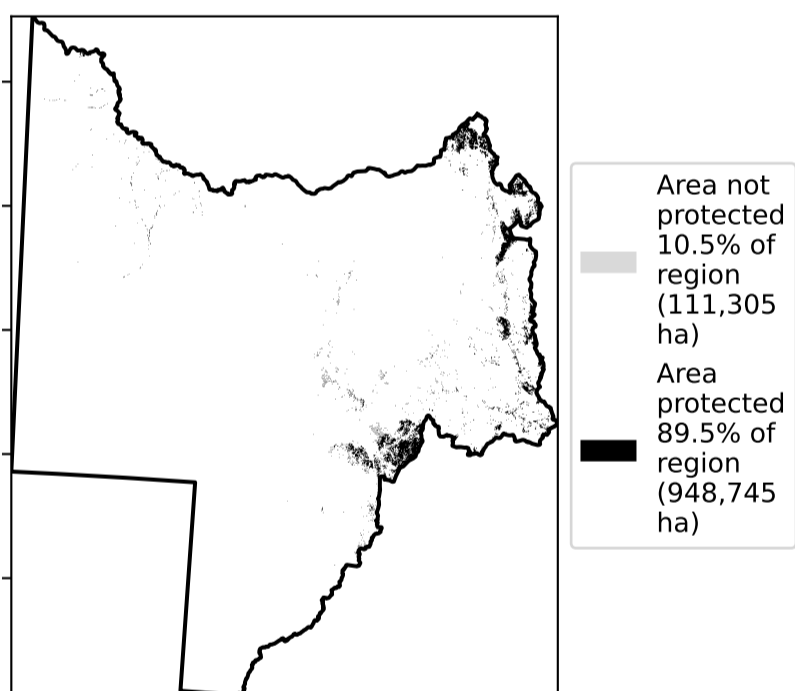 Area not
protected
10.5% of
region
(111,305
ha)
Area
protected
89.5% of
region
(948,745
ha)